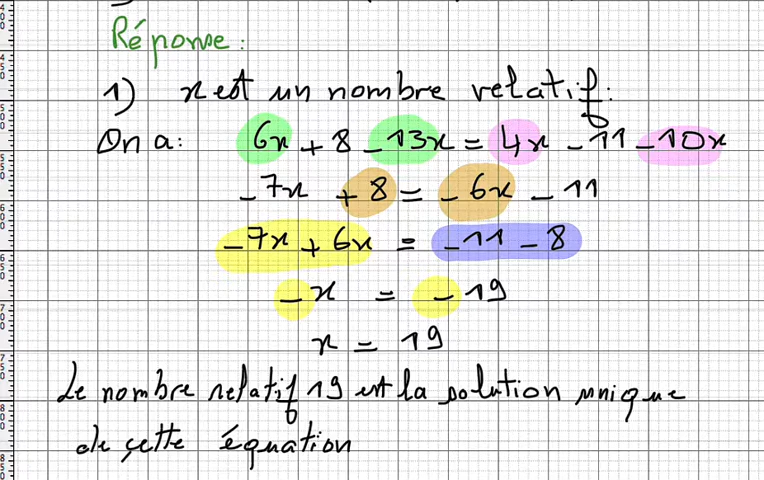 Réponse:
1) x est un nombre relatif:
On a: 6x + 8 - 13x = 4x - 11 - 10x
-7x + 8 = -6x - 11
-7x + 6x = -11 - 8
-x = -19
x = 19
Le nombre relatif 19 est la solution unique
de cette équation